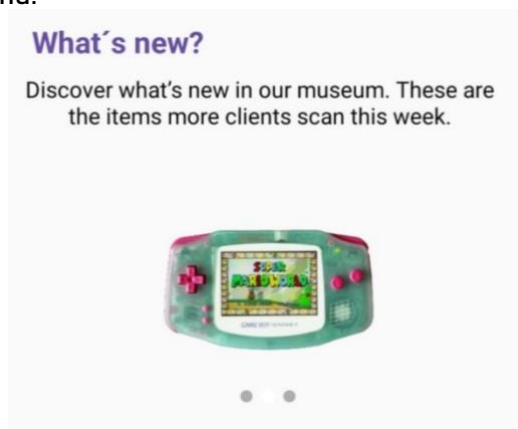 What´s new?
Discover what's new in our museum. These are
the items more clients scan this week.
SUPER
MARIO WORLD
GAME BOY ADVANCE